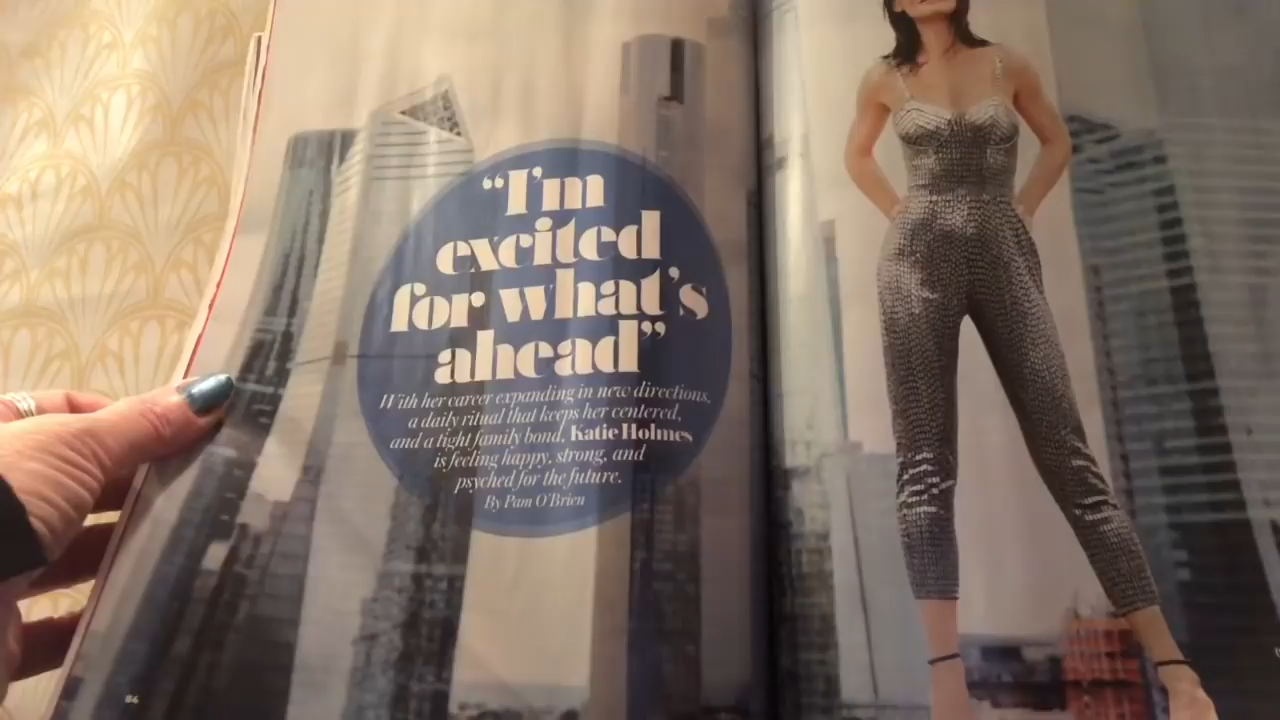 “I’m
excited
for what’s
ahead”
With her career expanding in new directions,
a daily ritual that keeps her centered,
and a tight family bond, Katie Holmes
is feeling happy, strong, and
psyched for the future.
By Pam O’Brien
86